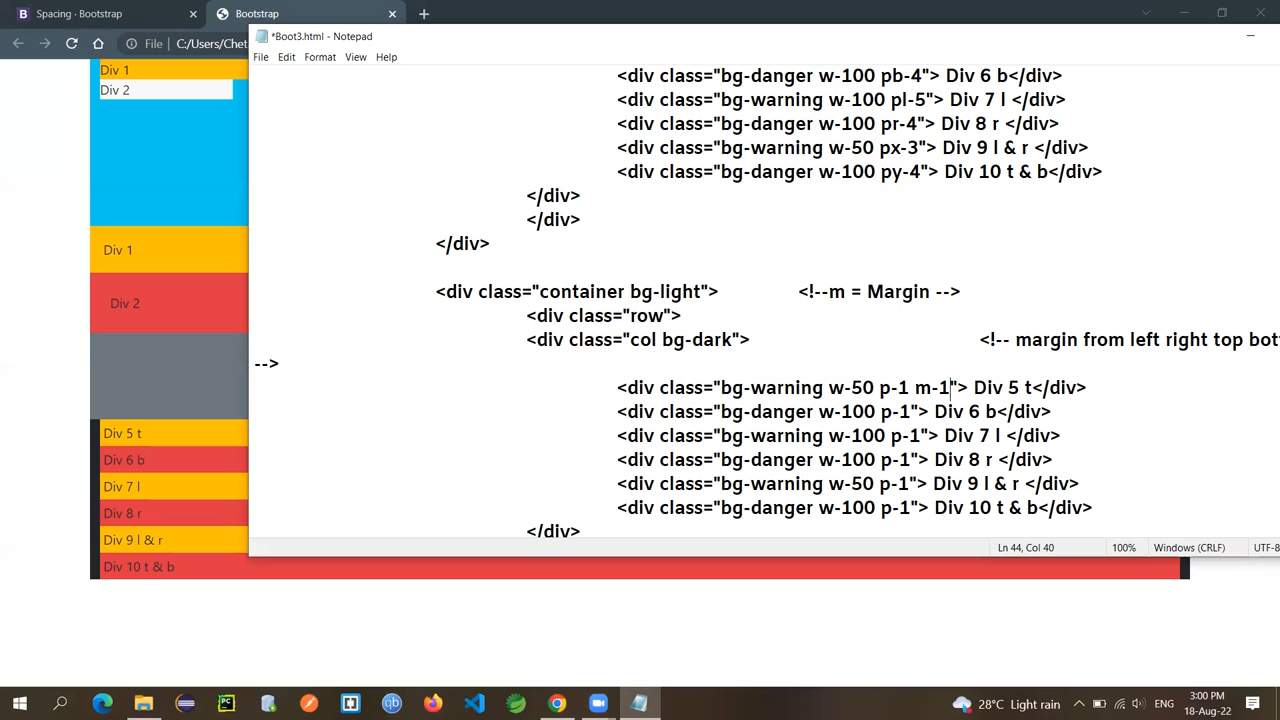 Spacing · Bootstrap
Bootstrap
File
C:/Users/Chet
*Boot3.html - Notepad
File Edit Format View Help
<div class="bg-danger w-100 pb-4"> Div 6 b</div>
<div class="bg-warning w-100 pl-5"> Div 7 l </div>
<div class="bg-danger w-100 pr-4"> Div 8 r </div>
<div class="bg-warning w-50 px-3"> Div 9 l & r </div>
<div class="bg-danger w-100 py-4"> Div 10 t & b</div>
</div>
</div>
</div>
<div class="container bg-light"> <!--m = Margin -->
<div class="row">
<div class="col bg-dark"> <!-- margin from left right top bott
-->
<div class="bg-warning w-50 p-1 m-1"> Div 5 t</div>
<div class="bg-danger w-100 p-1"> Div 6 b</div>
<div class="bg-warning w-100 p-1"> Div 7 l </div>
<div class="bg-danger w-100 p-1"> Div 8 r </div>
<div class="bg-warning w-50 p-1"> Div 9 l & r </div>
<div class="bg-danger w-100 p-1"> Div 10 t & b</div>
</div>
Ln 44, Col 40 100% Windows (CRLF) UTF-8
Div 1
Div 2
Div 1
Div 2
Div 5 t
Div 6 b
Div 7 l
Div 8 r
Div 9 l & r
Div 10 t & b
28°C Light rain
ENG
3:00 PM
18-Aug-22